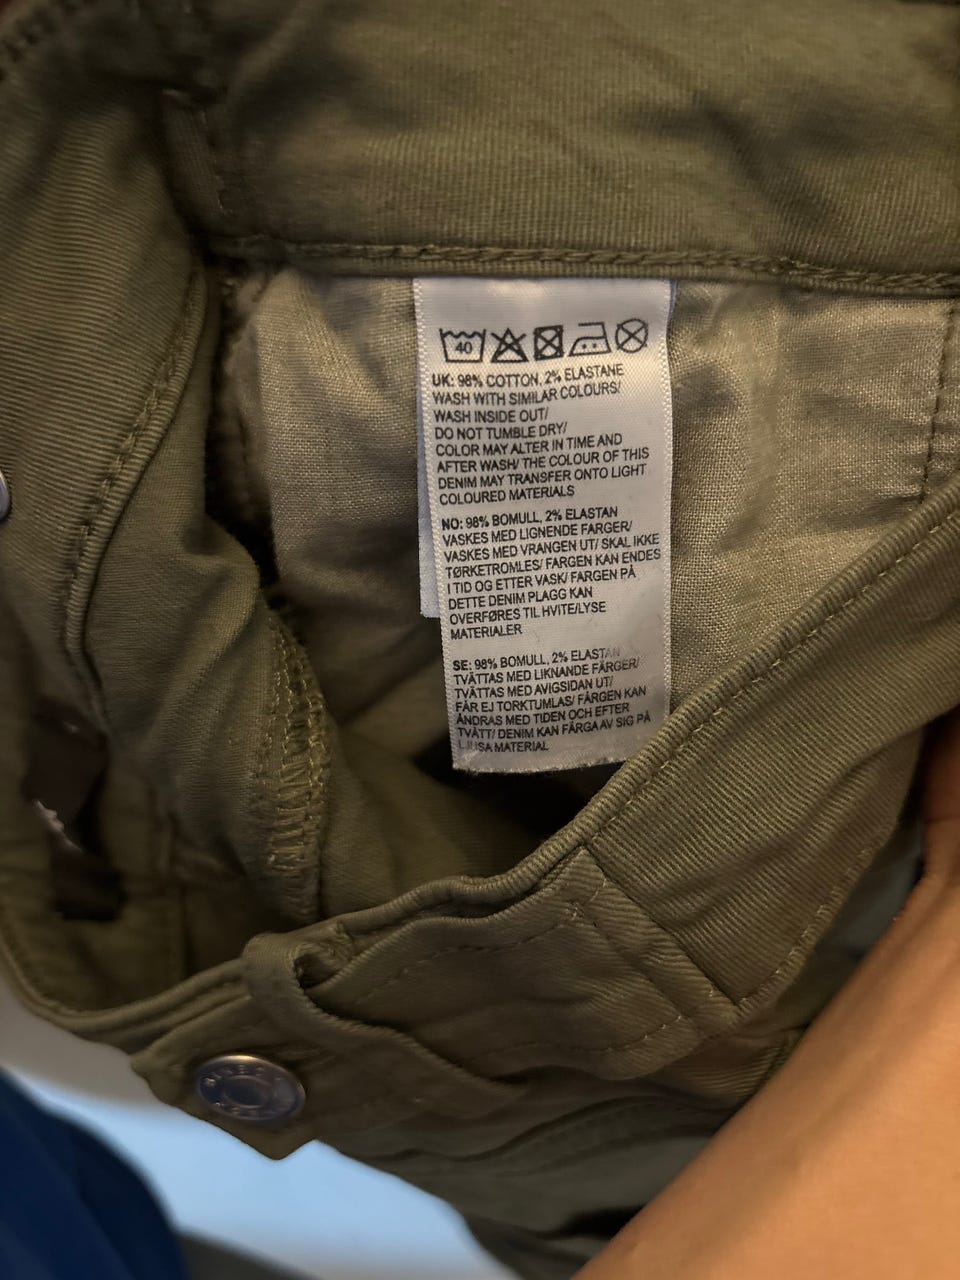 40
UK: 98% COTTON, 2% ELASTANE
WASH WITH SIMILAR COLOURS/
WASH INSIDE OUT/
DO NOT TUMBLE DRY/
COLOR MAY ALTER IN TIME AND
AFTER WASH/ THE COLOUR OF THIS
DENIM MAY TRANSFER ONTO LIGHT
COLOURED MATERIALS
NO: 98% BOMULL, 2% ELASTAN
VASKES MED LIGNENDE FARGER/
VASKES MED VRANGEN UT/ SKAL IKKE
TØRKETROMLES/ FARGEN KAN ENDES
I TID OG ETTER VASK/ FARGEN PÅ
DETTE DENIM PLAGG KAN
OVERFØRES TIL HVITE/LYSE
MATERIALER
SE: 98% BOMULL, 2% ELASTAN
TVÄTTAS MED LIKNANDE FÄRGER/
TVÄTTAS MED AVIGSIDAN UT/
FÅR EJ TORKTUMLAS/ FÄRGEN KAN
ÄNDRAS MED TIDEN OCH EFTER
TVÄTT/ DENIM KAN FÄRGA AV SIG PÅ
LJUSA MATERIAL